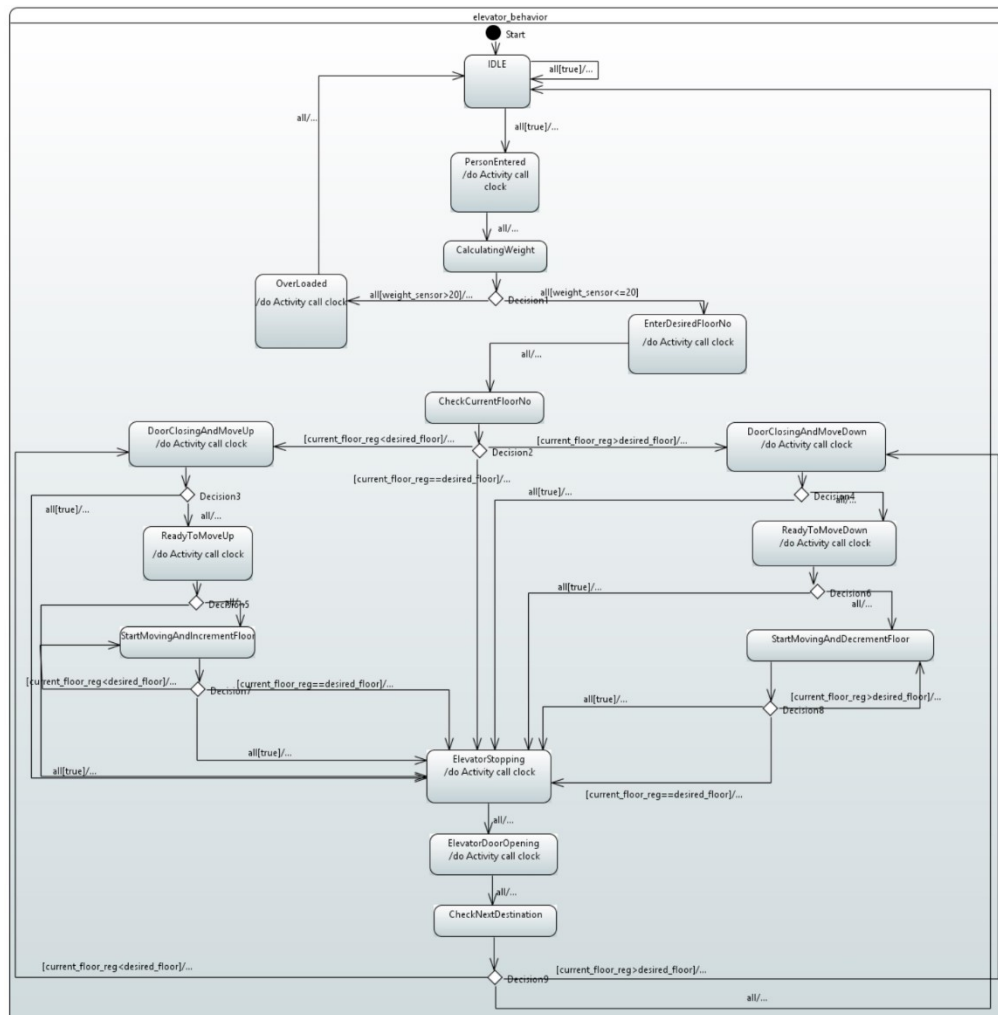 elevator_behavior
Start
IDLE
all[true]/...
all/...
all[true]/...
PersonEntered
/do Activity call
clock
all/...
CalculatingWeight
OverLoaded
/do Activity call clock
all[weight_sensor>20]/...
Decision1
all[weight_sensor<=20]
EnterDesiredFloorNo
/do Activity call clock
all/...
CheckCurrentFloorNo
DoorClosingAndMoveUp
/do Activity call clock
[current_floor_reg<desired_floor]/...
Decision2
[current_floor_reg>desired_floor]/...
DoorClosingAndMoveDown
/do Activity call clock
[current_floor_reg==desired_floor]/...
Decision3
all[true]/...
all/...
all[true]/...
Decision4
all/...
ReadyToMoveUp
/do Activity call clock
ReadyToMoveDown
/do Activity call clock
Decision5
all/...
all[true]/...
Decision6
all/...
StartMovingAndIncrementFloor
StartMovingAndDecrementFloor
[current_floor_reg<desired_floor]/...
Decision7
[current_floor_reg==desired_floor]/...
all[true]/...
Decision8
[current_floor_reg>desired_floor]/...
all[true]/...
all[true]/...
ElevatorStopping
/do Activity call clock
[current_floor_reg==desired_floor]/...
all/...
ElevatorDoorOpening
/do Activity call clock
all/...
CheckNextDestination
[current_floor_reg<desired_floor]/...
Decision9
[current_floor_reg>desired_floor]/...
all/...